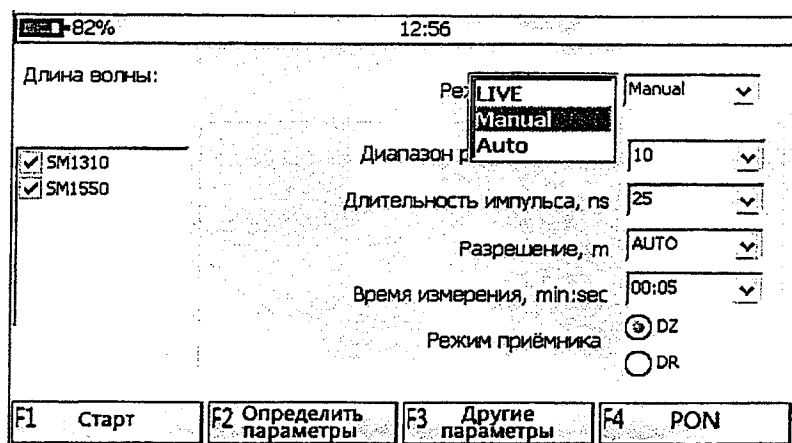 82% 12:56
Длина волны:
SM1310
SM1550
LIVE
Manual
Auto
Manual
10
Длительность импульса, ns 25
Разрешение, m AUTO
Время измерения, min:sec 00:05
Режим приёмника DZ
DR
F1 Старт
F2 Определить
параметры
F3 Другие
параметры
F4 PON